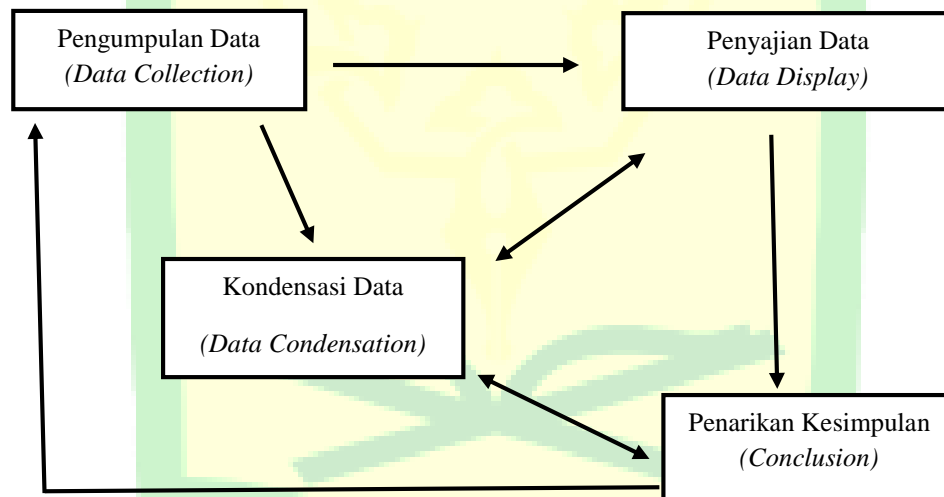 Pengumpulan Data
(Data Collection)
Penyajian Data
(Data Display)
Kondensasi Data
(Data Condensation)
Penarikan Kesimpulan
(Conclusion)